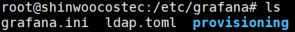 root@shinwoocostec:/etc/grafana# ls
grafana.ini  ldap.toml  provisioning